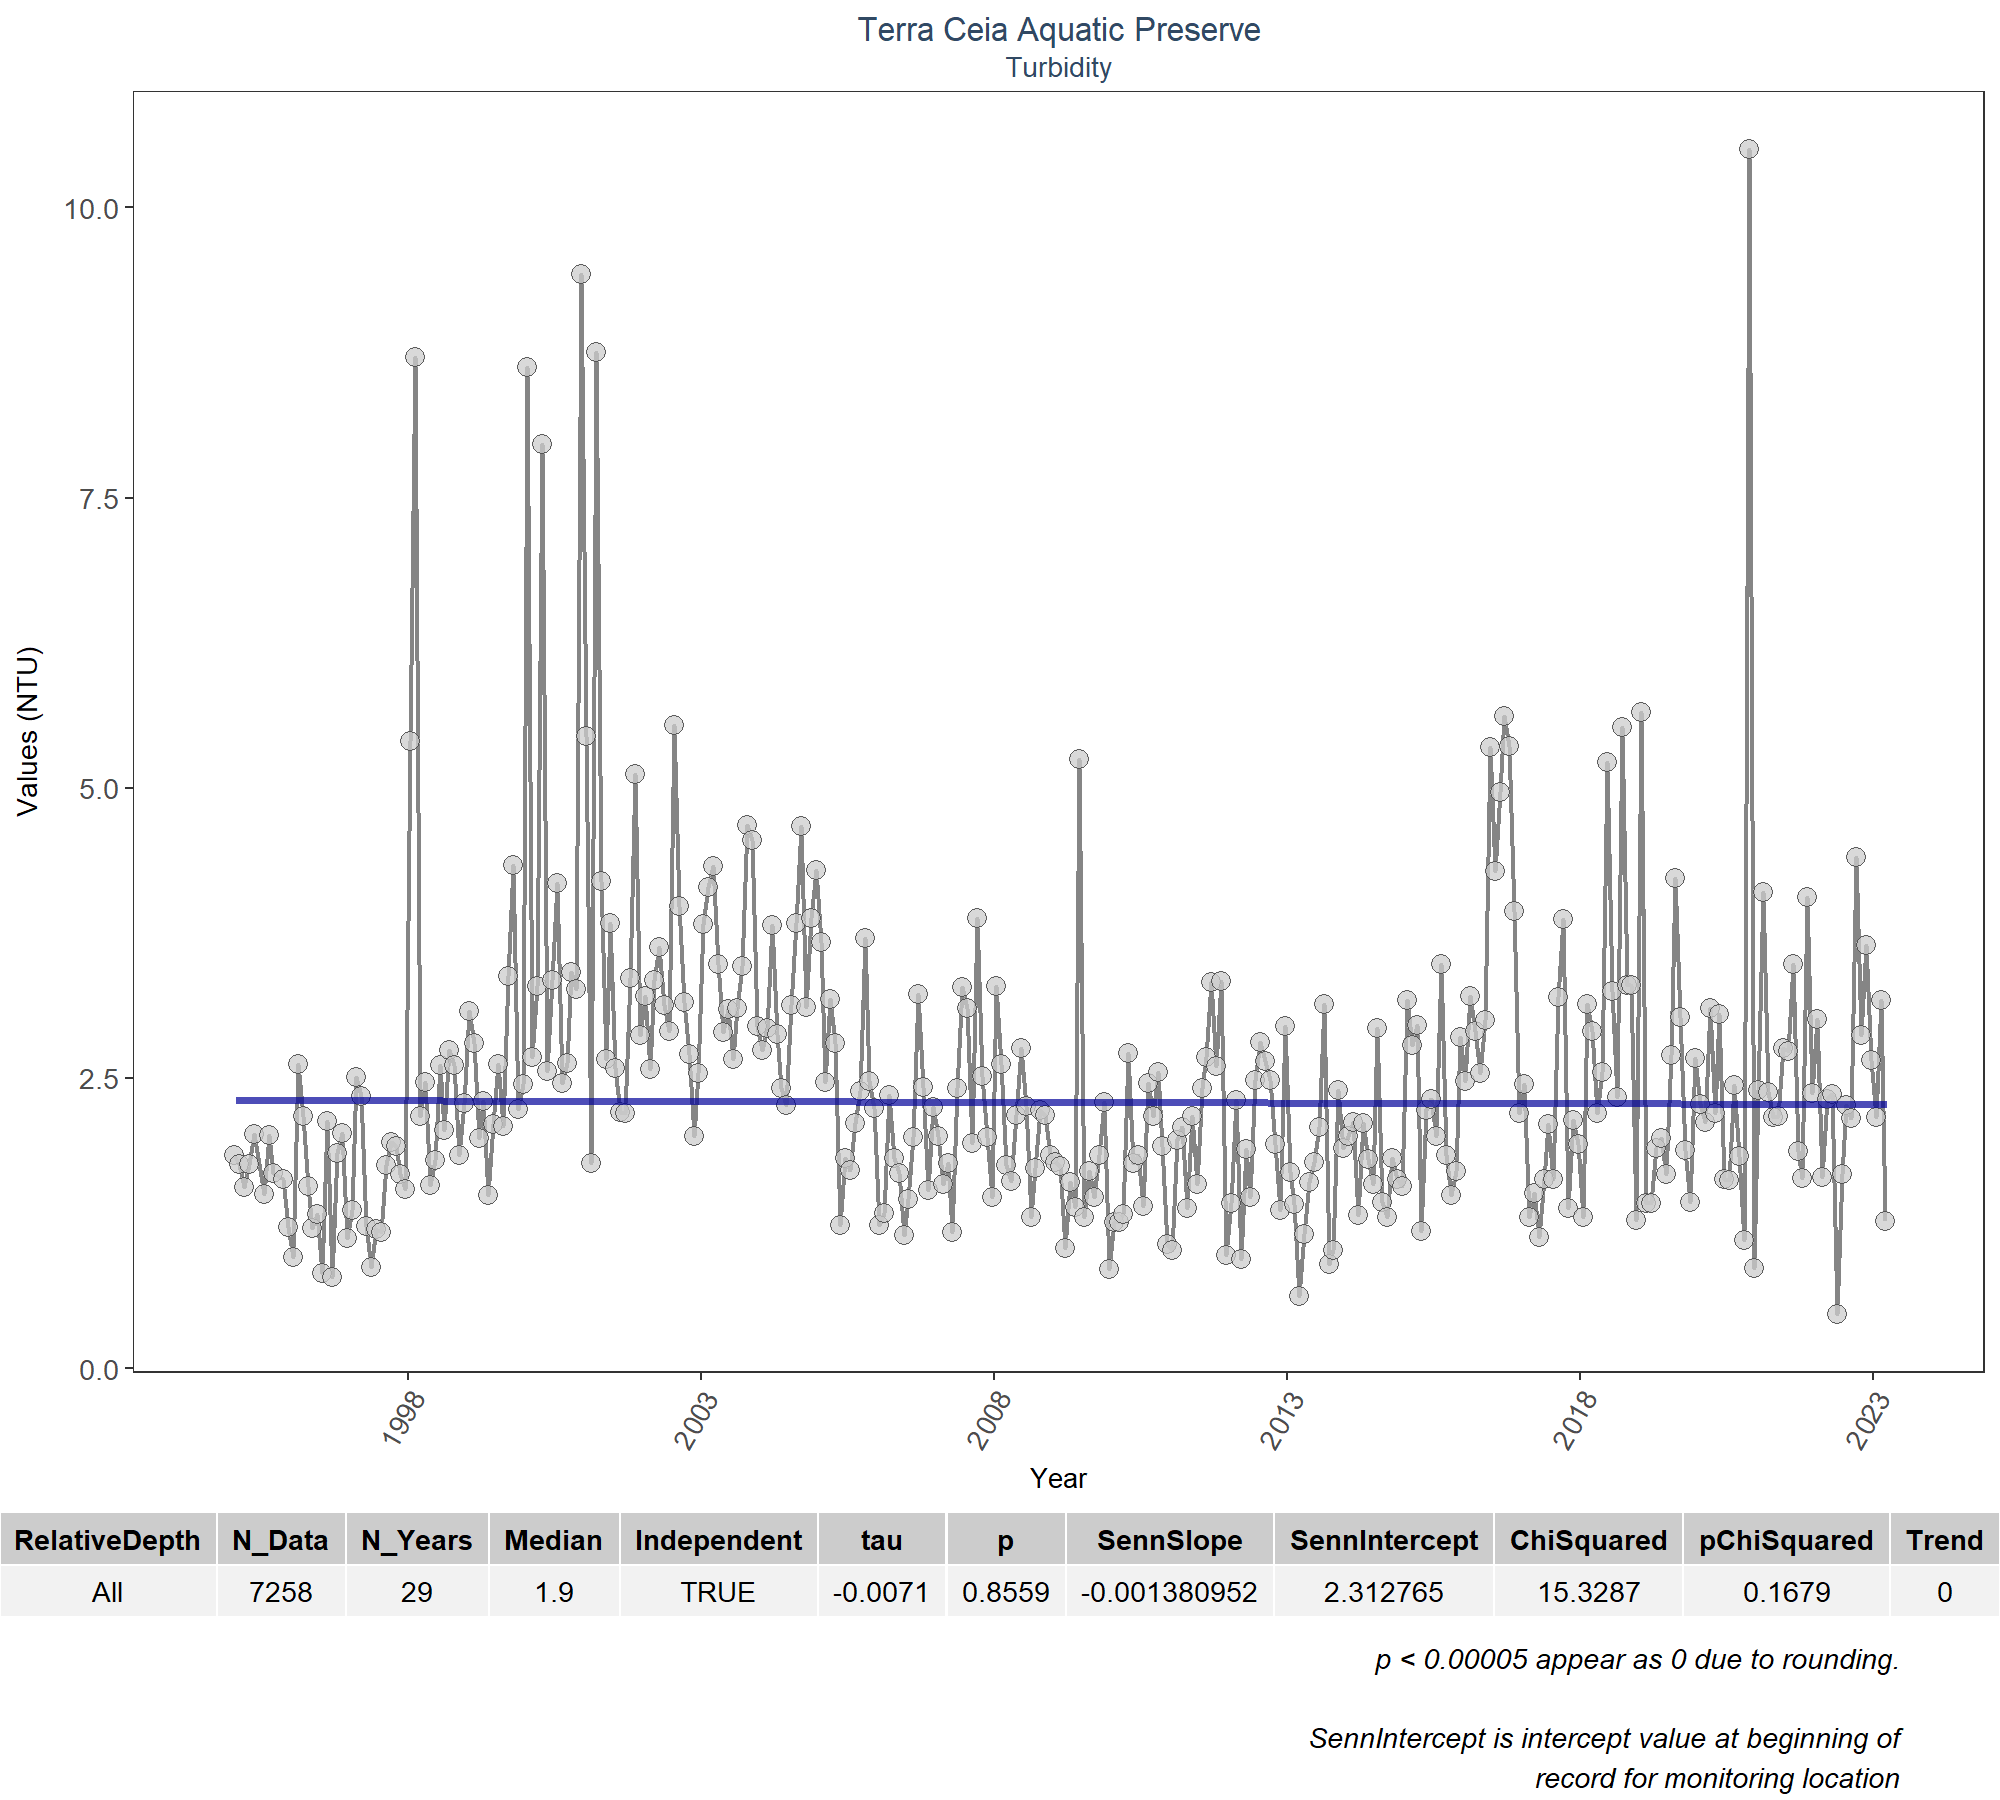 Terra Ceia Aquatic Preserve
Turbidity
10.0
7.5
5.0
2.5
0.0
Values (NTU)
1998 2003 2008 2013 2018 2023
Year
RelativeDepth N_Data N_Years Median Independent tau p SennSlope SennIntercept ChiSquared pChiSquared Trend
All 7258 29 1.9 TRUE -0.0071 0.8559 -0.001380952 2.312765 15.3287 0.1679 0
p < 0.00005 appear as 0 due to rounding.
SennIntercept is intercept value at beginning of
record for monitoring location